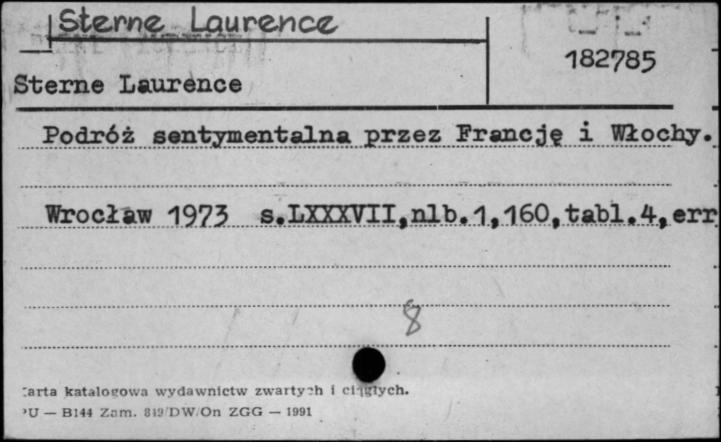 Sterne Laurence
182785
Sterne Laurence
Podróż sentymentalna przez Francję i Włochy.
Wrocław 1973 s.LXXXVII,nlb.1,160,tabl.4,err
8
arta katalogowa wydawnictw zwartych i ciągłych.
U — B144 Zam. 819/DW/On ZGG — 1991